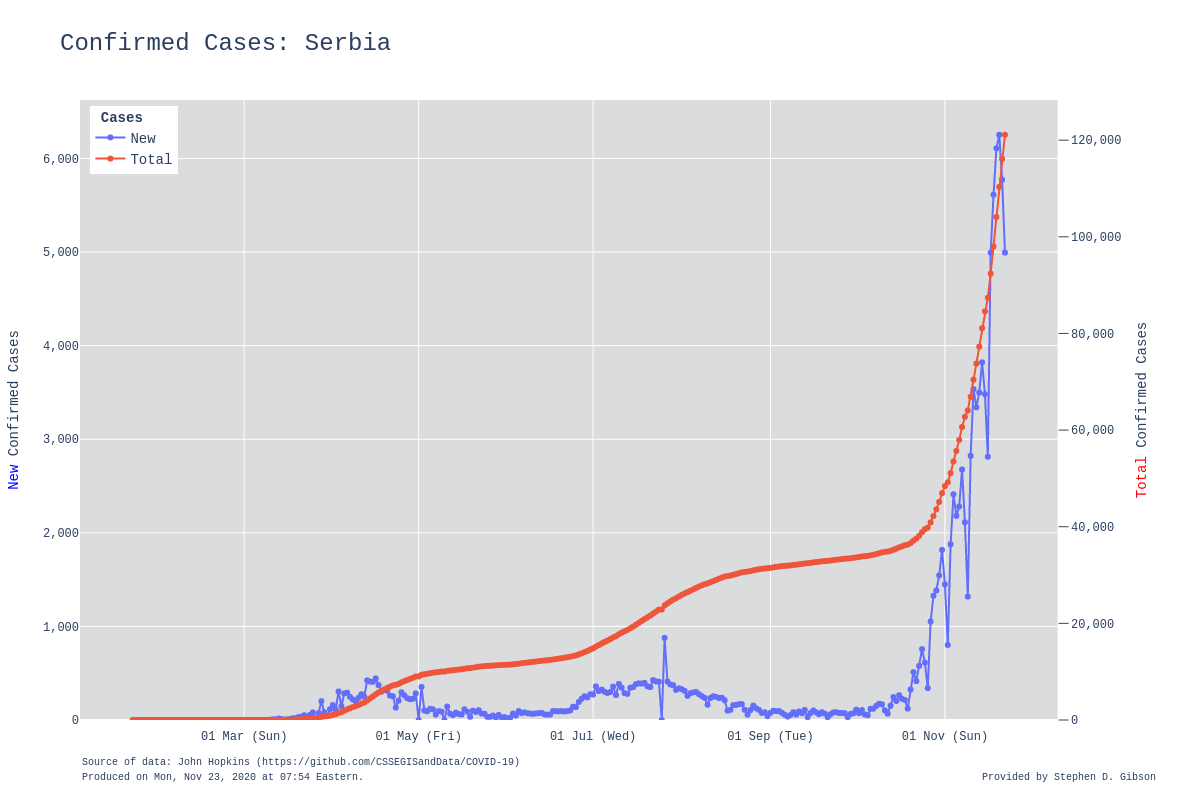 Confirmed Cases: Serbia
Cases
New
Total
6,000
5,000
4,000
3,000
2,000
1,000
0
120,000
100,000
80,000
60,000
40,000
20,000
0
New Confirmed Cases
Total Confirmed Cases
01 Mar (Sun)
01 May (Fri)
01 Jul (Wed)
01 Sep (Tue)
01 Nov (Sun)
Source of data: John Hopkins (https://github.com/CSSEGISandData/COVID-19)
Produced on Mon, Nov 23, 2020 at 07:54 Eastern.
Provided by Stephen D. Gibson